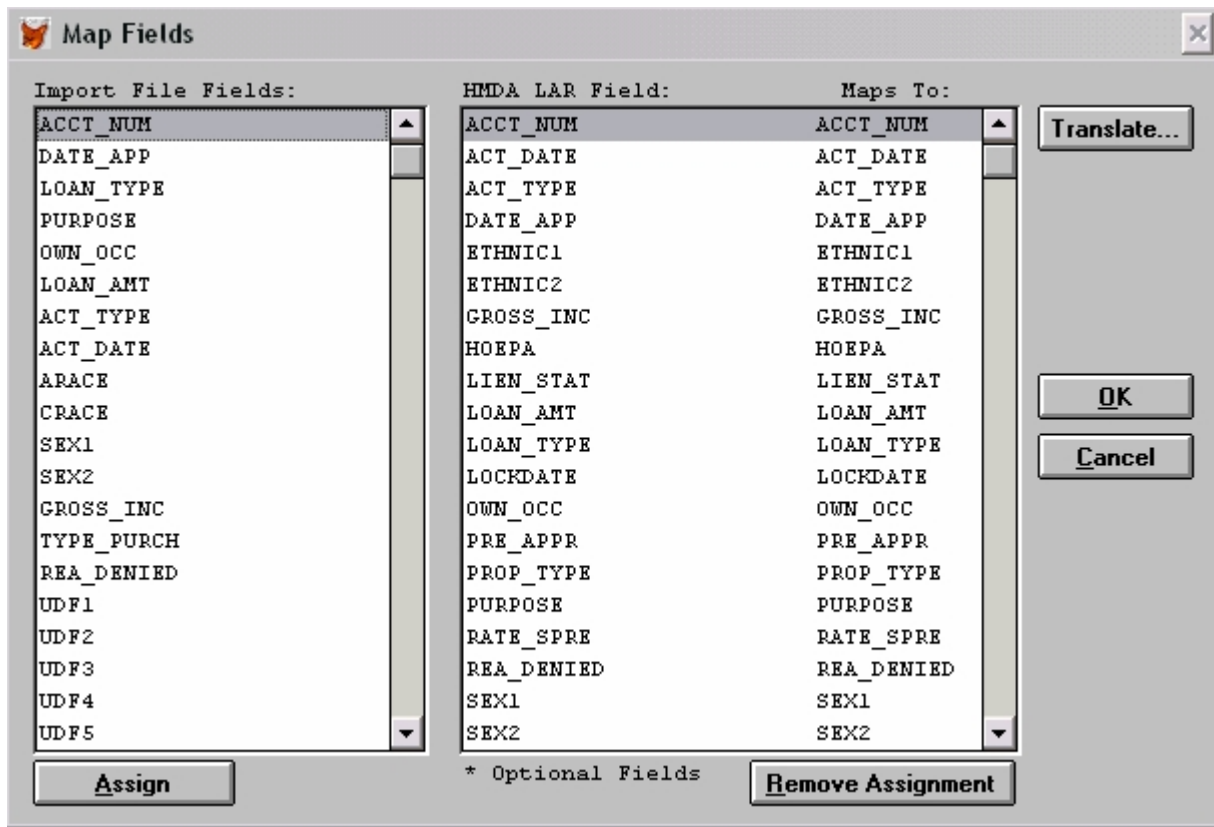 Map Fields
Import File Fields:
ACCT_NUM
DATE_APP
LOAN_TYPE
PURPOSE
OWN_OCC
LOAN_AMT
ACT_TYPE
ACT_DATE
ARACE
CRACE
SEX1
SEX2
GROSS_INC
TYPE_PURCH
REA_DENIED
UDF1
UDF2
UDF3
UDF4
UDF5
Assign
HMDA LAR Field: Maps To:
ACCT_NUM ACCT_NUM
ACT_DATE ACT_DATE
ACT_TYPE ACT_TYPE
DATE_APP DATE_APP
ETHNIC1 ETHNIC1
ETHNIC2 ETHNIC2
GROSS_INC GROSS_INC
HOEPA HOEPA
LIEN_STAT LIEN_STAT
LOAN_AMT LOAN_AMT
LOAN_TYPE LOAN_TYPE
LOCKDATE LOCKDATE
OWN_OCC OWN_OCC
PRE_APPR PRE_APPR
PROP_TYPE PROP_TYPE
PURPOSE PURPOSE
RATE_SPRE RATE_SPRE
REA_DENIED REA_DENIED
SEX1 SEX1
SEX2 SEX2
* Optional Fields
Remove Assignment
Translate...
OK
Cancel